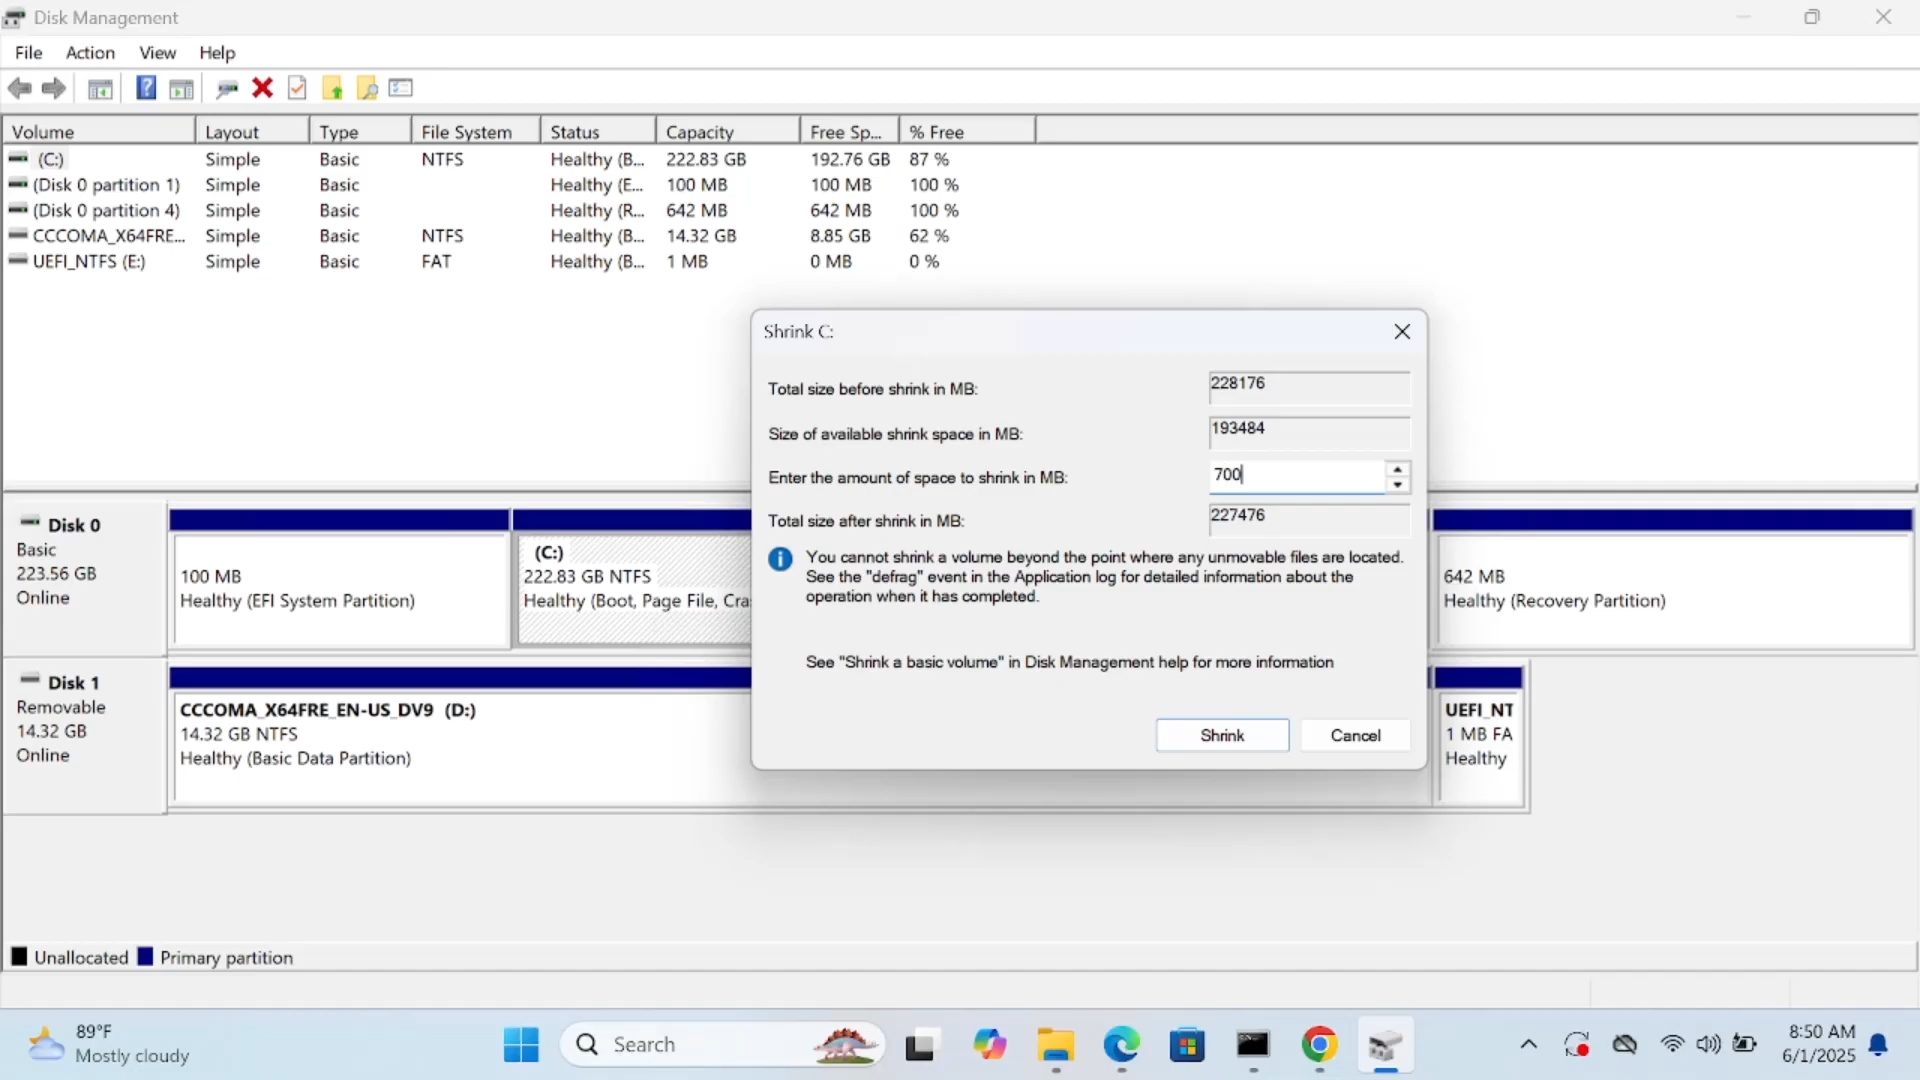 Disk Management
File Action View Help
Volume Layout Type File System Status Capacity Free Sp... % Free
(C:) Simple Basic NTFS Healthy (B... 222.83 GB 192.76 GB 87 %
(Disk 0 partition 1) Simple Basic Healthy (E... 100 MB 100 MB 100 %
(Disk 0 partition 4) Simple Basic Healthy (R... 642 MB 642 MB 100 %
CCCOMA_X64FRE... Simple Basic NTFS Healthy (B... 14.32 GB 8.85 GB 62 %
UEFI_NTFS (E:) Simple Basic FAT Healthy (B... 1 MB 0 MB 0 %
Shrink C:
Total size before shrink in MB: 228176
Size of available shrink space in MB: 193484
Enter the amount of space to shrink in MB: 700
Total size after shrink in MB: 227476
You cannot shrink a volume beyond the point where any unmovable files are located.
See the "defrag" event in the Application log for detailed information about the
operation when it has completed.
See "Shrink a basic volume" in Disk Management help for more information
Shrink Cancel
Disk 0
Basic
223.56 GB
Online
100 MB
Healthy (EFI System Partition)
(C:)
222.83 GB NTFS
Healthy (Boot, Page File, Cra
642 MB
Healthy (Recovery Partition)
Disk 1
Removable
14.32 GB
Online
CCCOMA_X64FRE_EN-US_DV9 (D:)
14.32 GB NTFS
Healthy (Basic Data Partition)
UEFI_NT
1 MB FA
Healthy
Unallocated Primary partition
89°F
Mostly cloudy
Search
8:50 AM
6/1/2025